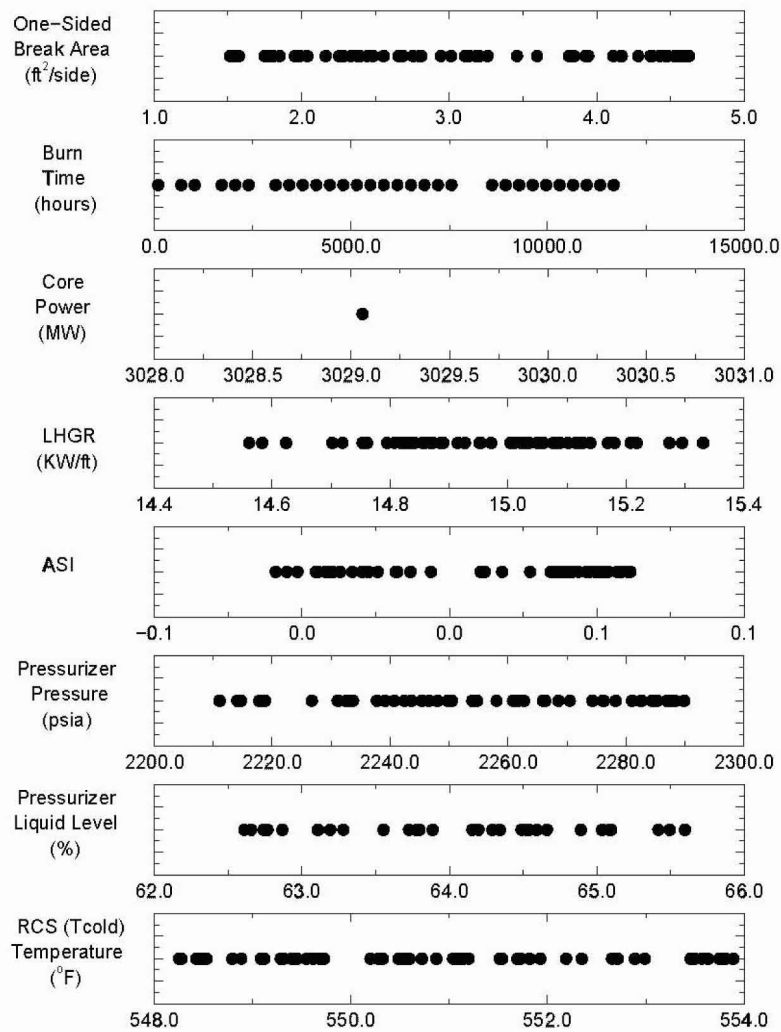 One−Sided
Break Area
(ft²/side)
1.0 2.0 3.0 4.0 5.0
Burn
Time
(hours)
0.0 5000.0 10000.0 15000.0
Core
Power
(MW)
3028.0 3028.5 3029.0 3029.5 3030.0 3030.5 3031.0
LHGR
(KW/ft)
14.4 14.6 14.8 15.0 15.2 15.4
ASI
−0.1 0.0 0.0 0.1 0.1
Pressurizer
Pressure
(psia)
2200.0 2220.0 2240.0 2260.0 2280.0 2300.0
Pressurizer
Liquid Level
(%)
62.0 63.0 64.0 65.0 66.0
RCS (Tcold)
Temperature
(°F)
548.0 550.0 552.0 554.0